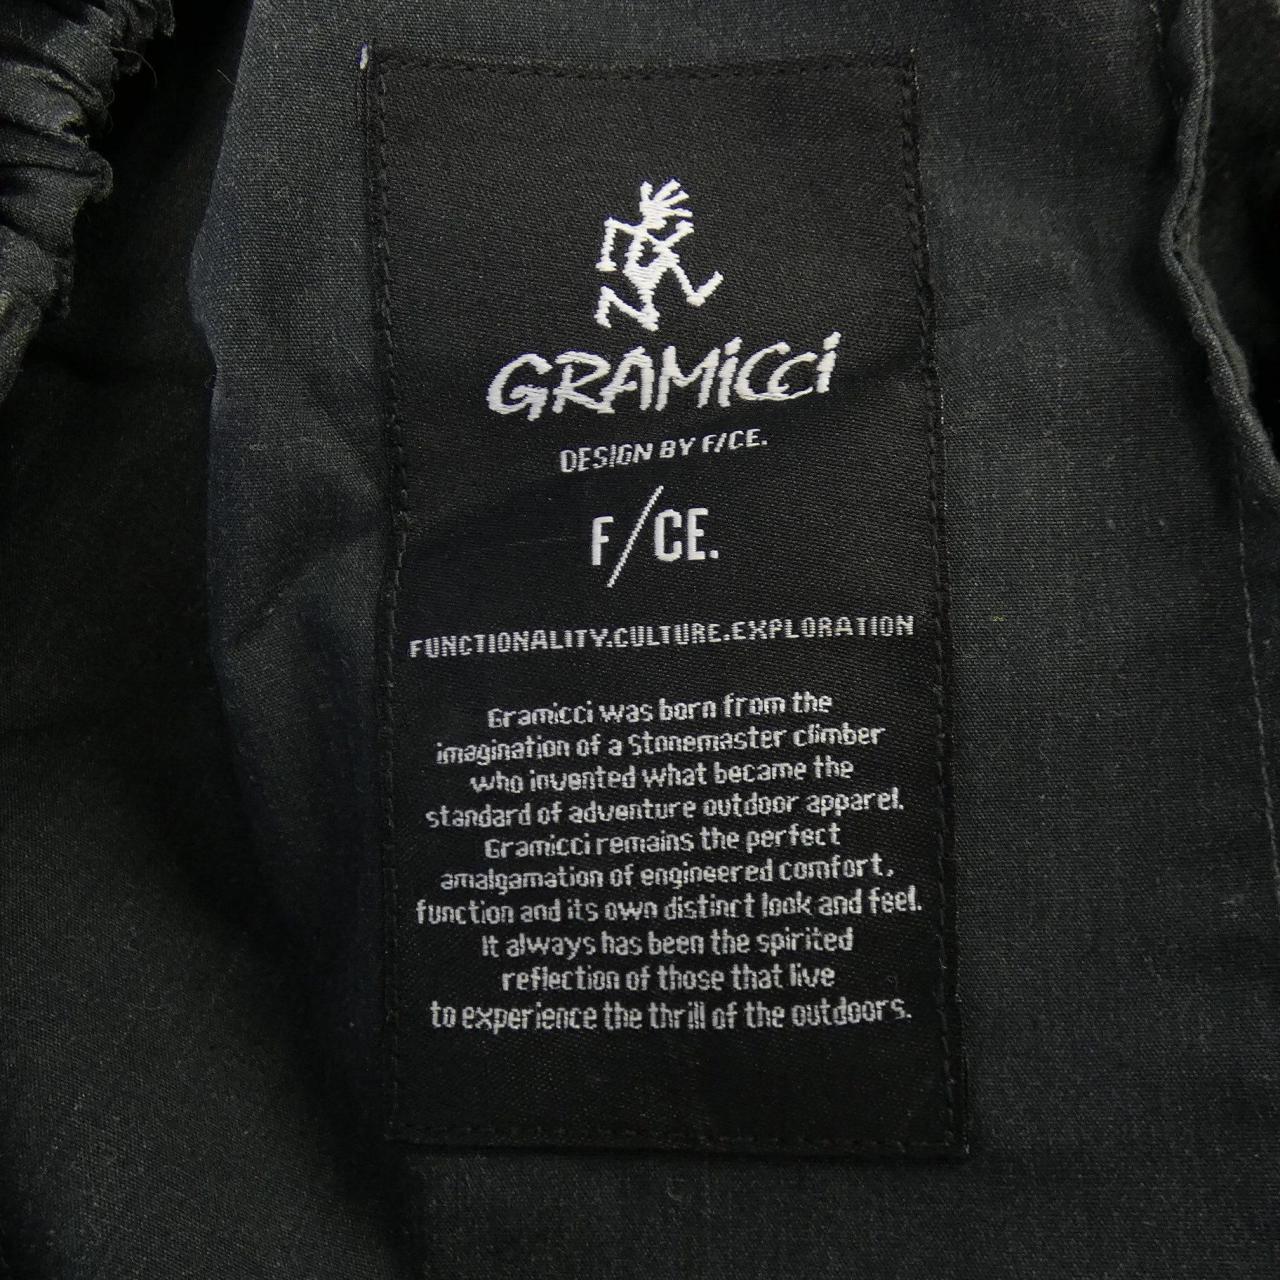 GRAMiCCi
DESIGN BY F/CE.
F/CE.
FUNCTIONALITY.CULTURE.EXPLORATION
Gramicci was born from the
imagination of a Stonemaster climber
who invented what became the
standard of adventure outdoor apparel.
Gramicci remains the perfect
amalgamation of engineered comfort,
function and its own distinct look and feel.
It always has been the spirited
reflection of those that live
to experience the thrill of the outdoors.